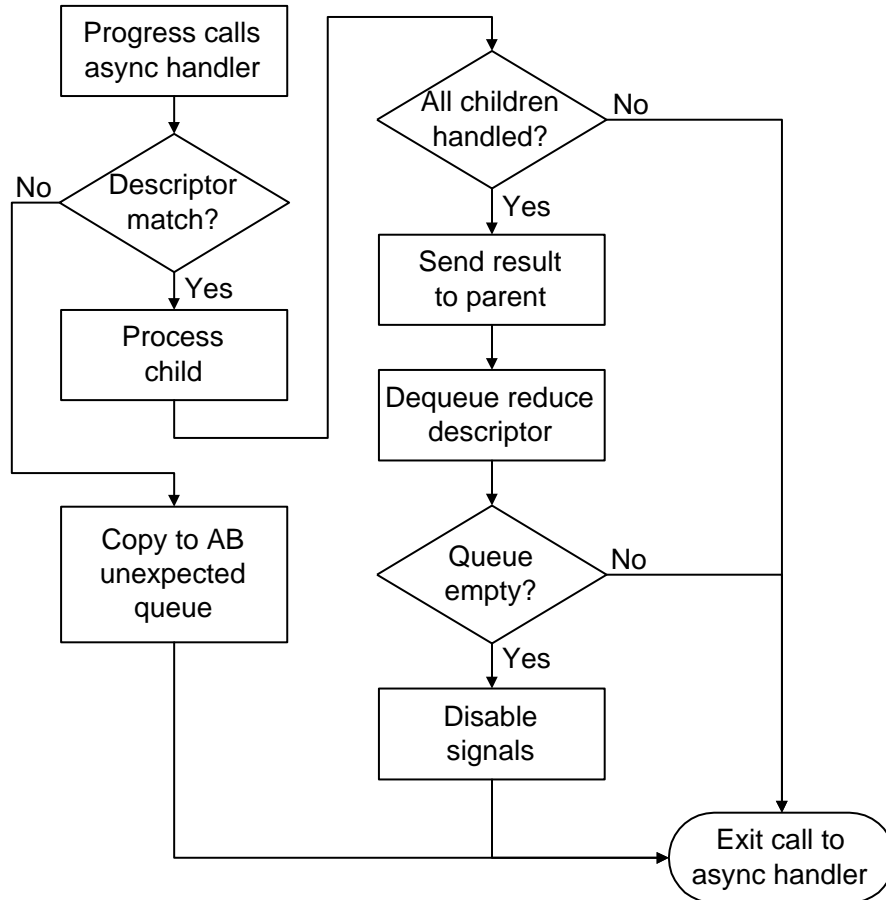 Progress calls
async handler
No
Descriptor
match?
Yes
Process
child
Copy to AB
unexpected
queue
All children
handled?
No
Yes
Send result
to parent
Dequeue reduce
descriptor
Queue
empty?
No
Yes
Disable
signals
Exit call to
async handler